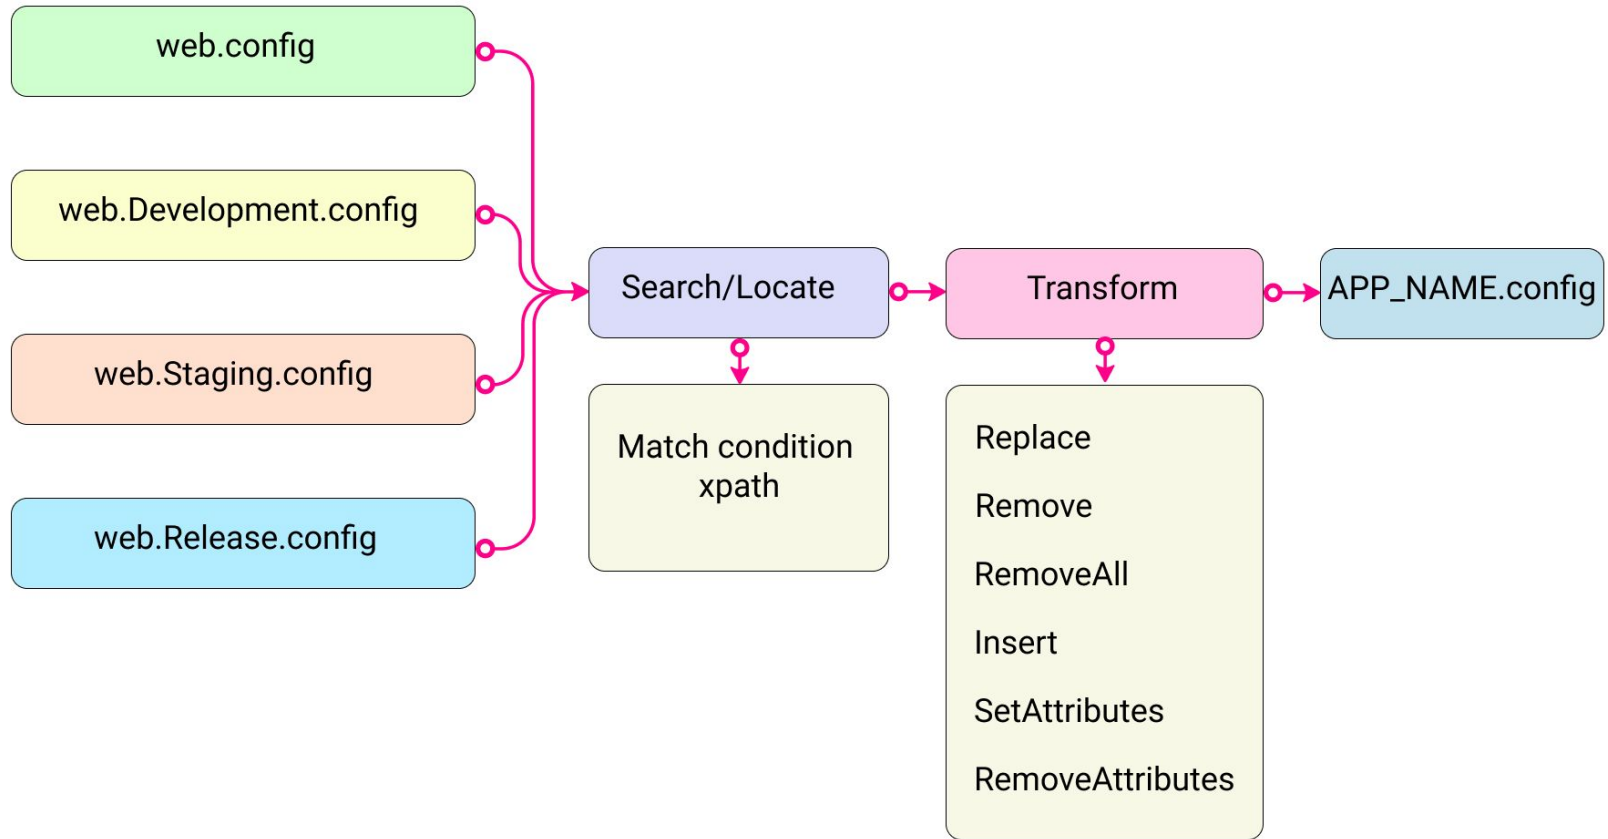 web.config
web.Development.config
web.Staging.config
web.Release.config
Search/Locate
Match condition
xpath
Transform
Replace
Remove
RemoveAll
Insert
SetAttributes
RemoveAttributes
APP_NAME.config